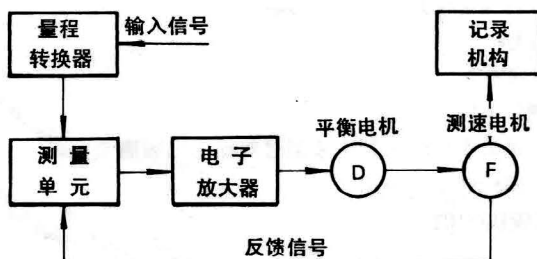 量程
转换器
输入信号
记录
机构
测量
单元
电子
放大器
平衡电机
D
测速电机
F
反馈信号